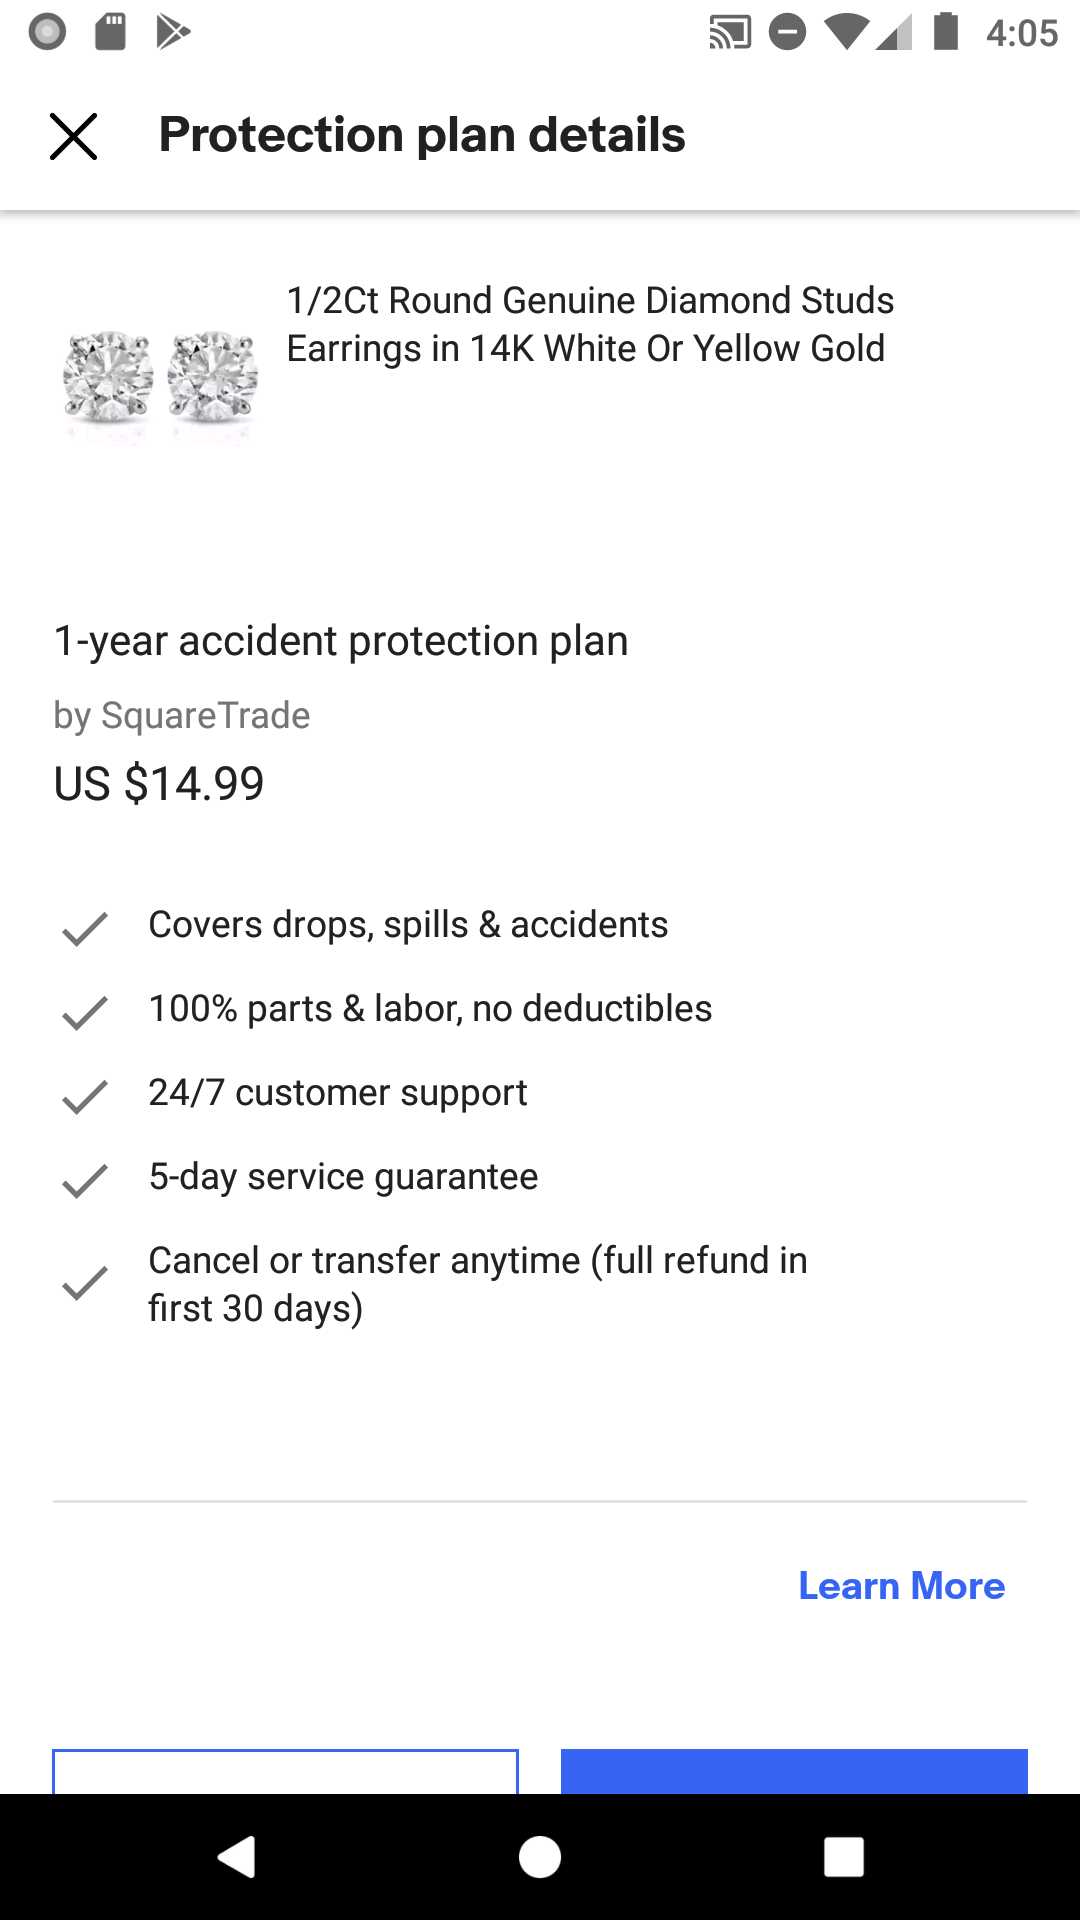 4:05
Protection plan details
1/2Ct Round Genuine Diamond Studs
Earrings in 14K White Or Yellow Gold
1-year accident protection plan
by SquareTrade
US $14.99
Covers drops, spills & accidents
100% parts & labor, no deductibles
24/7 customer support
5-day service guarantee
Cancel or transfer anytime (full refund in
first 30 days)
Learn More